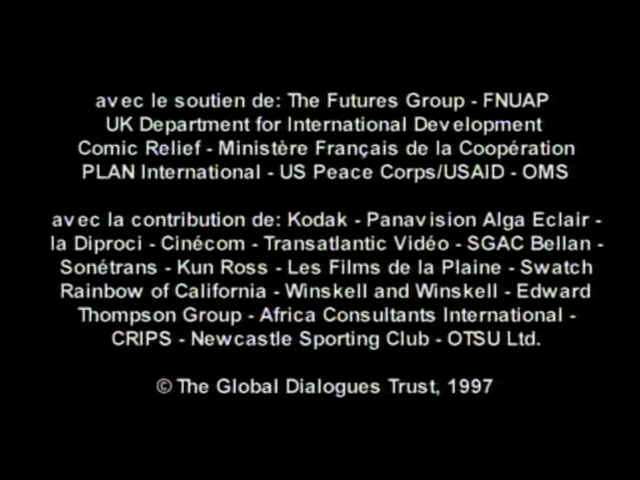 avec le soutien de: The Futures Group - FNUAP
UK Department for International Development
Comic Relief - Ministère Français de la Coopération
PLAN International - US Peace Corps/USAID - OMS
avec la contribution de: Kodak - Panavision Alga Eclair -
la Diproci - Cinécom - Transatlantic Vidéo - SGAC Bellan -
Sonétrans - Kun Ross - Les Films de la Plaine - Swatch
Rainbow of California - Winskell and Winskell - Edward
Thompson Group - Africa Consultants International -
CRIPS - Newcastle Sporting Club - OTSU Ltd.
© The Global Dialogues Trust, 1997